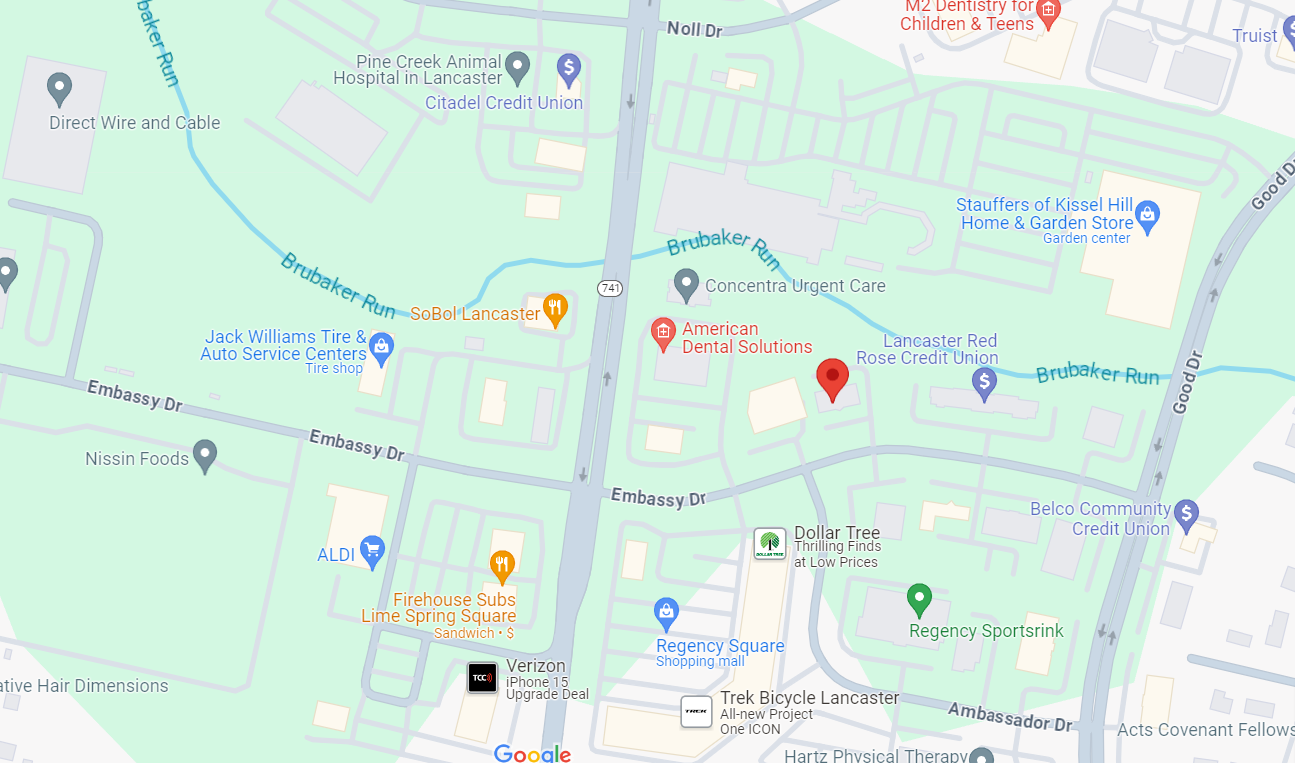 Brubaker Run
Noll Dr
M2 Dentistry for
Children & Teens
Truist
Pine Creek Animal
Hospital in Lancaster
Citadel Credit Union
Direct Wire and Cable
Good Dr
Stauffers of Kissel Hill
Home & Garden Store
Garden center
Brubaker Run
Brubaker Run
741
Concentra Urgent Care
SoBol Lancaster
American
Dental Solutions
Jack Williams Tire &
Auto Service Centers
Tire shop
Lancaster Red
Rose Credit Union
Brubaker Run
Good Dr
Embassy Dr
Embassy Dr
Nissin Foods
Embassy Dr
Belco Community
Credit Union
Dollar Tree
Thrilling Finds
at Low Prices
DOLLAR TREE
ALDI
Firehouse Subs
Lime Spring Square
Sandwich • $
Regency Square
Shopping mall
Regency Sportsrink
Verizon
iPhone 15
Upgrade Deal
TCC
ative Hair Dimensions
Trek Bicycle Lancaster
All-new Project
One ICON
TREK
Ambassador Dr
Acts Covenant Fellows
Google
Hartz Physical Therapy